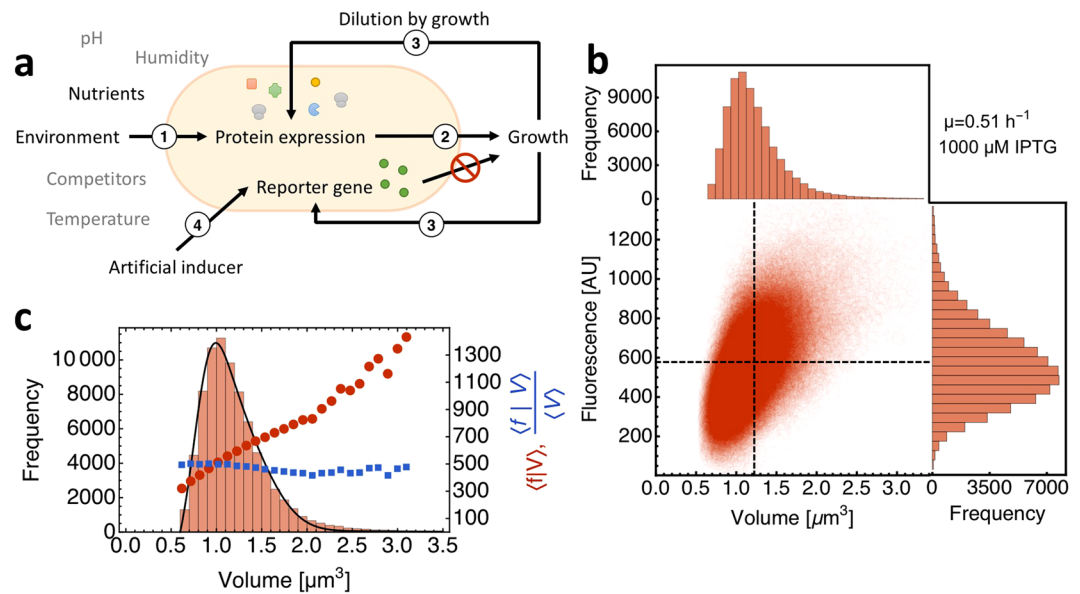 a
pH
Humidity
Nutrients
Environment
Competitors
Temperature
Artificial inducer
Dilution by growth
3
1
Protein expression
2
Growth
Reporter gene
4
3
b
Frequency
9000
6000
3000
0
μ=0.51 h⁻¹
1000 μM IPTG
Fluorescence [AU]
1200
1000
800
600
400
200
0.0 0.5 1.0 1.5 2.0 2.5 3.0
Volume [μm³]
0 3500 7000
Frequency
c
Frequency
10 000
8000
6000
4000
2000
0
0.0 0.5 1.0 1.5 2.0 2.5 3.0 3.5
Volume [μm³]
1300
1100
900
700
500
300
100
⟨f|V⟩, ⟨f | V⟩
⟨V⟩